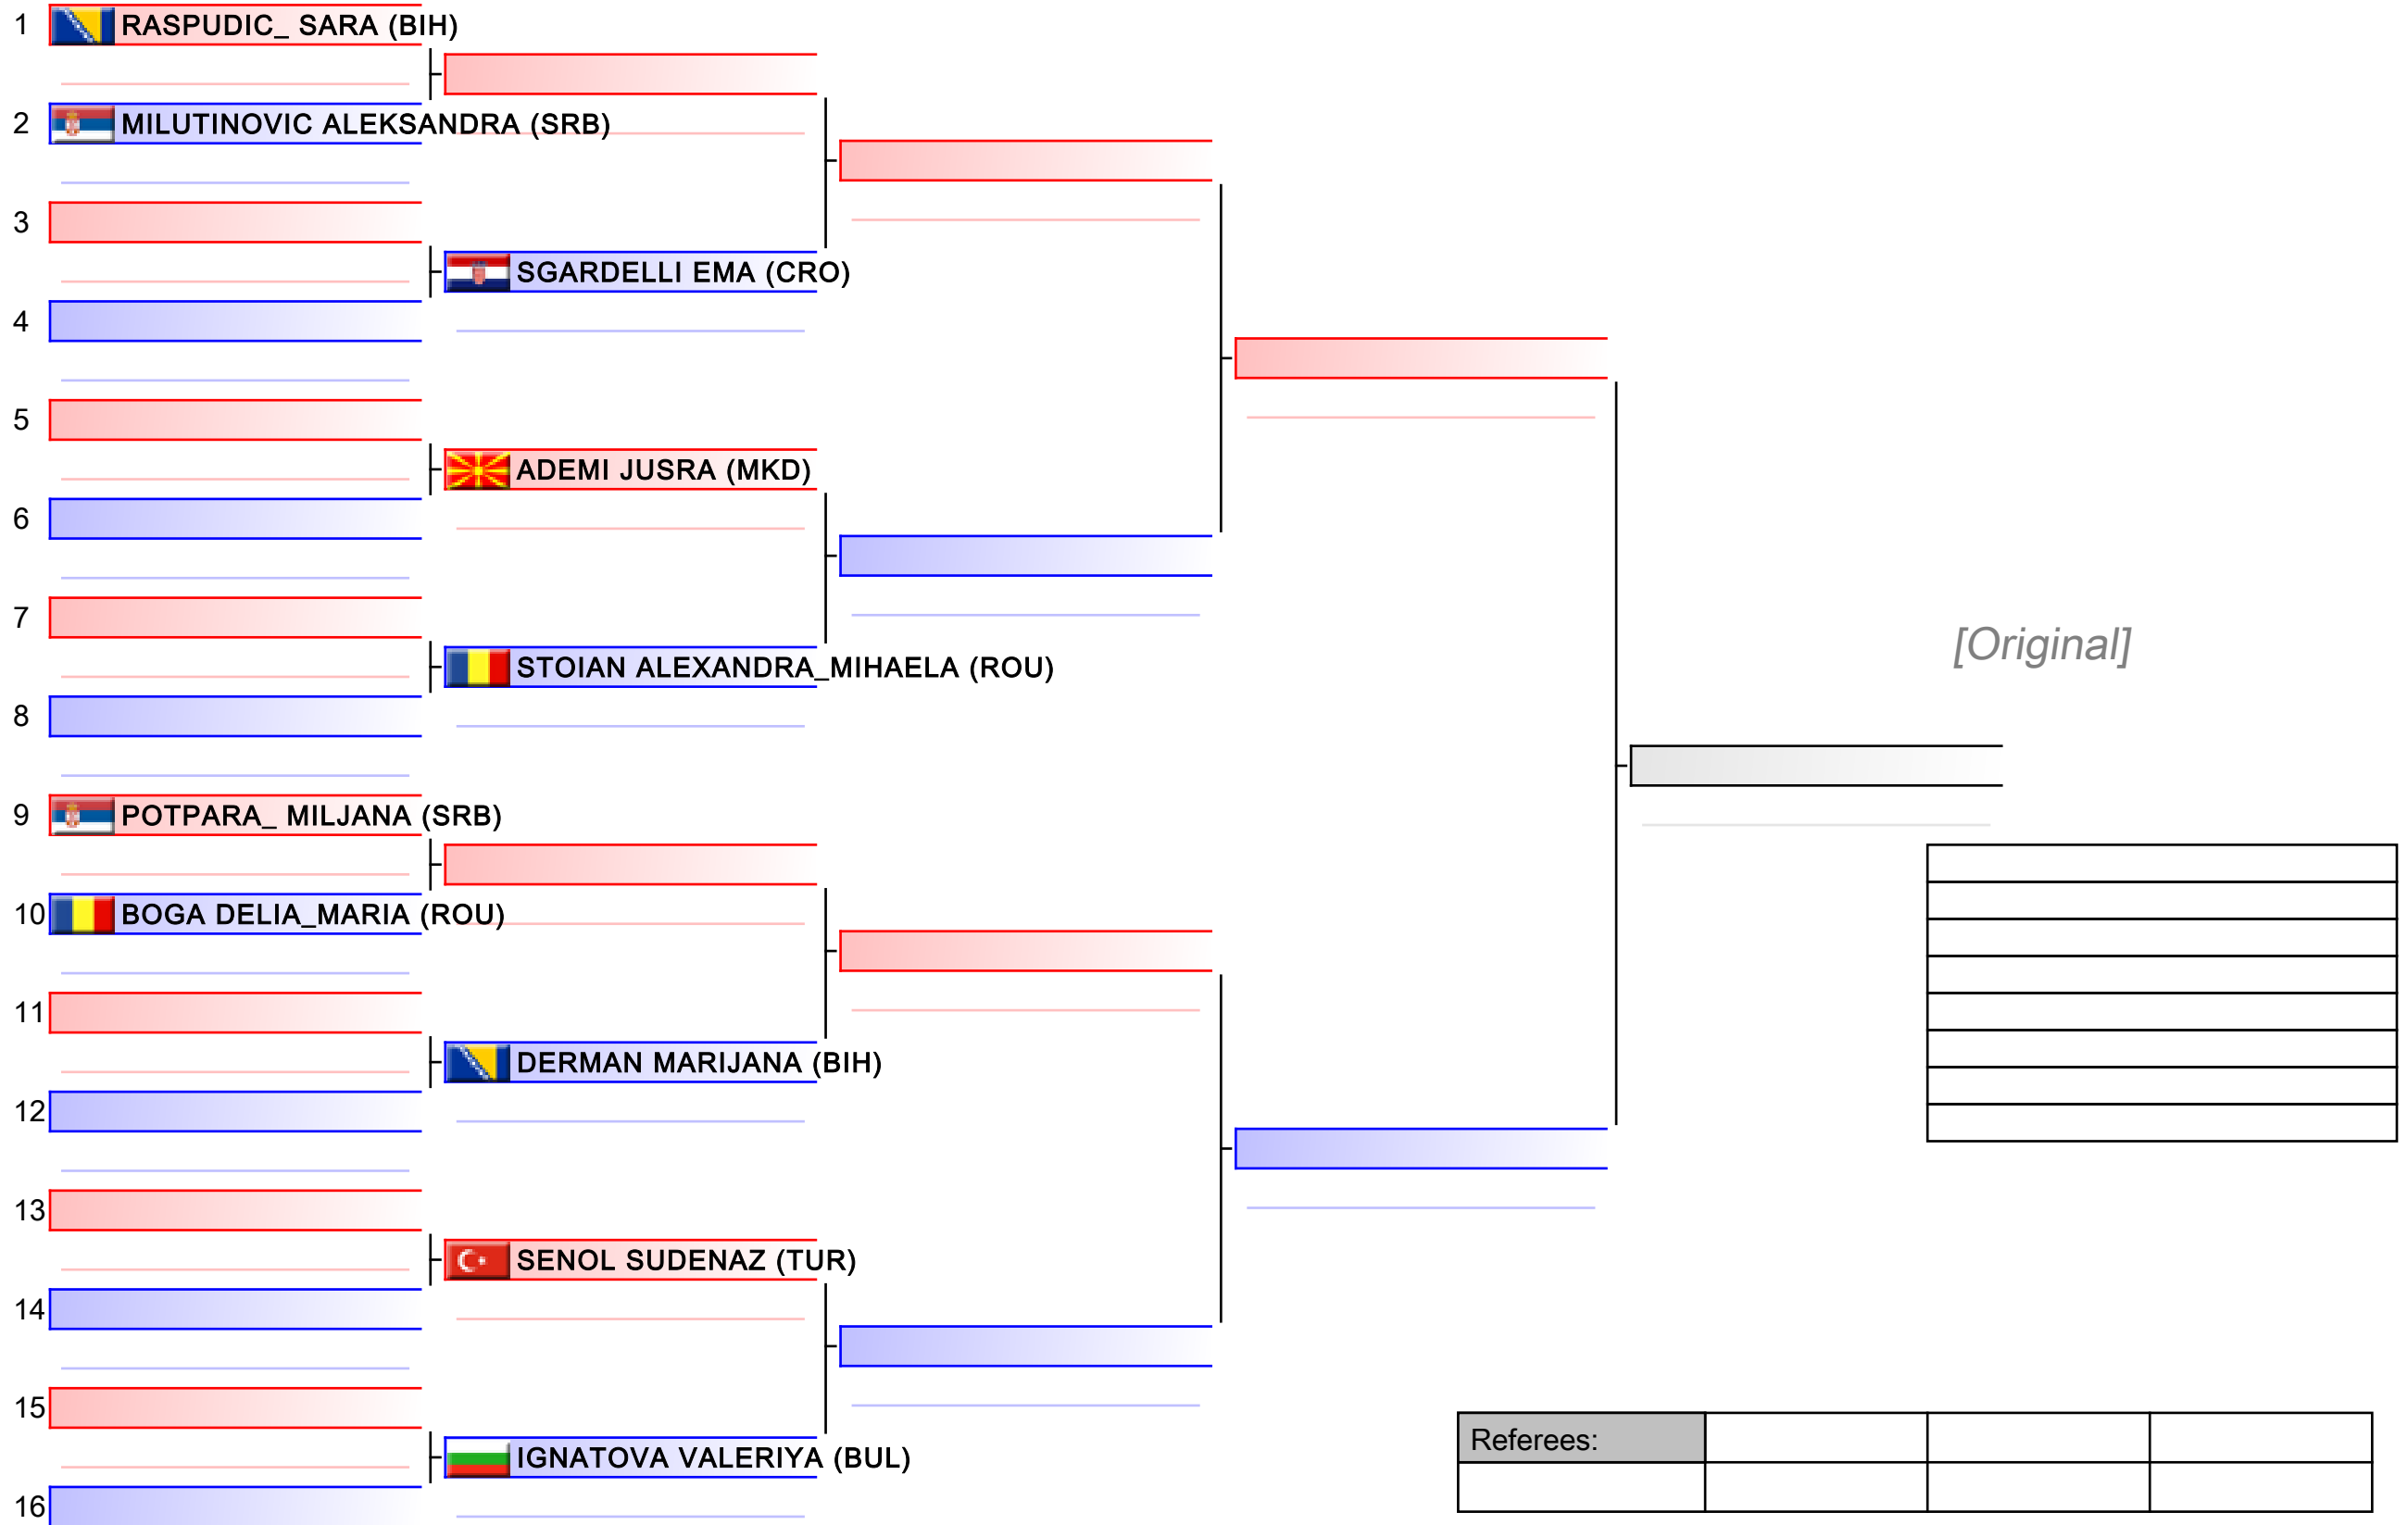 1 RASPUDIC_ SARA (BIH)
2 MILUTINOVIC ALEKSANDRA (SRB)
3
SGARDELLI EMA (CRO)
4
5
ADEMI JUSRA (MKD)
6
7
[Original]
STOIAN ALEXANDRA_MIHAELA (ROU)
8
9 POTPARA_ MILJANA (SRB)
10 BOGA DELIA_MARIA (ROU)
11
DERMAN MARIJANA (BIH)
12
13
SENOL SUDENAZ (TUR)
14
15
Referees:
IGNATOVA VALERIYA (BUL)
16